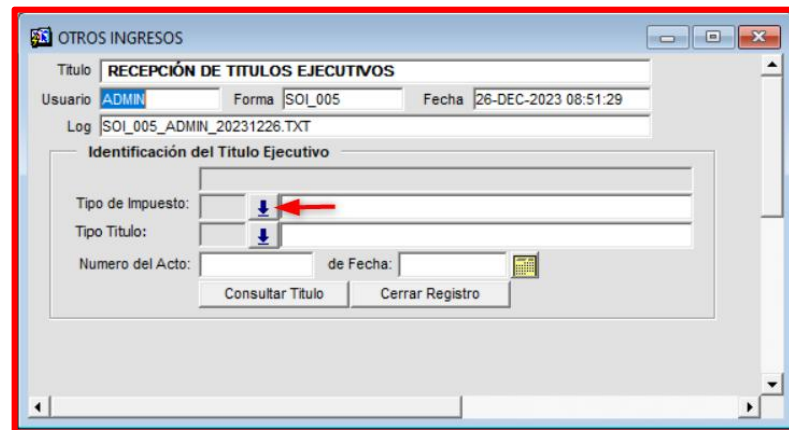 OTROS INGRESOS
Titulo RECEPCIÓN DE TITULOS EJECUTIVOS
Usuario ADMIN Forma SOI_005 Fecha 26-DEC-2023 08:51:29
Log SOI_005_ADMIN_20231226.TXT
Identificación del Titulo Ejecutivo
Tipo de Impuesto:
Tipo Titulo:
Numero del Acto: de Fecha:
Consultar Titulo Cerrar Registro